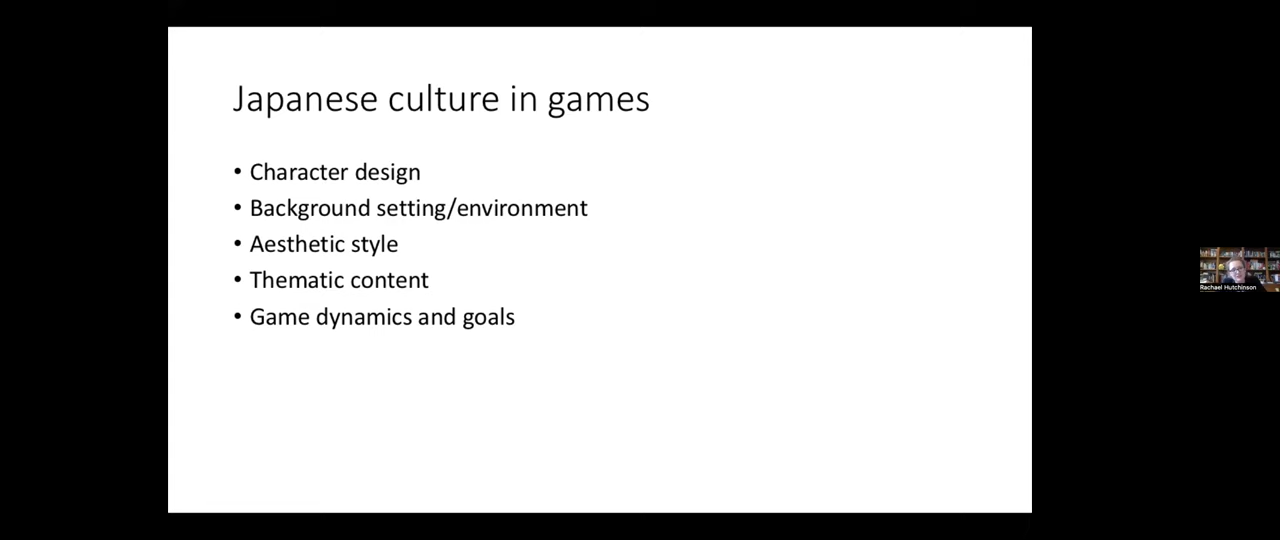 Japanese culture in games
• Character design
• Background setting/environment
• Aesthetic style
• Thematic content
• Game dynamics and goals
Rachael Hutchinson